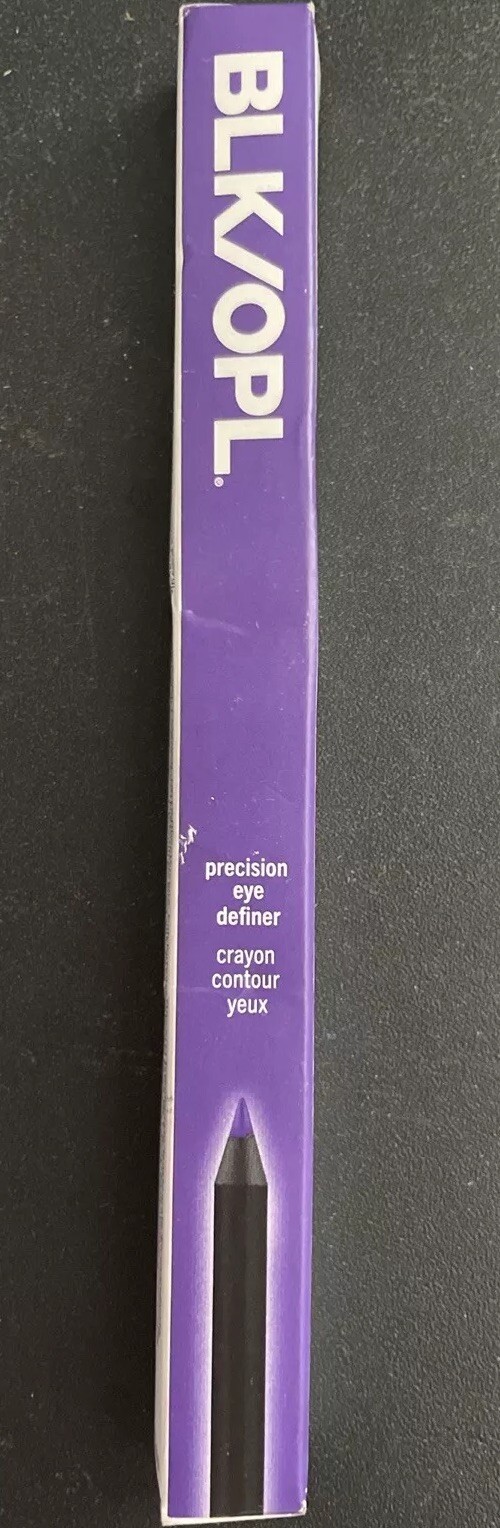 BLK/OPL®
precision
eye
definer
crayon
contour
yeux